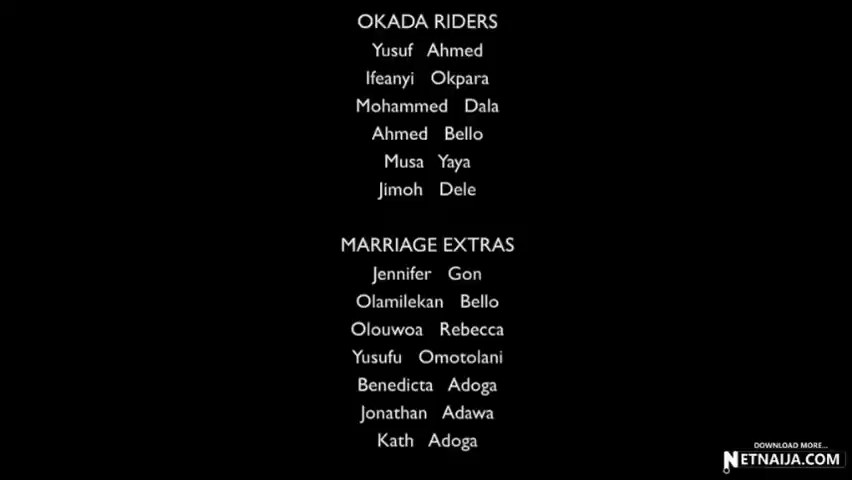 OKADA RIDERS
Yusuf Ahmed
Ifeanyi Okpara
Mohammed Dala
Ahmed Bello
Musa Yaya
Jimoh Dele
MARRIAGE EXTRAS
Jennifer Gon
Olamilekan Bello
Olouwoa Rebecca
Yusufu Omotolani
Benedicta Adoga
Jonathan Adawa
Kath Adoga
DOWNLOAD MORE...
NETNAIJA.COM